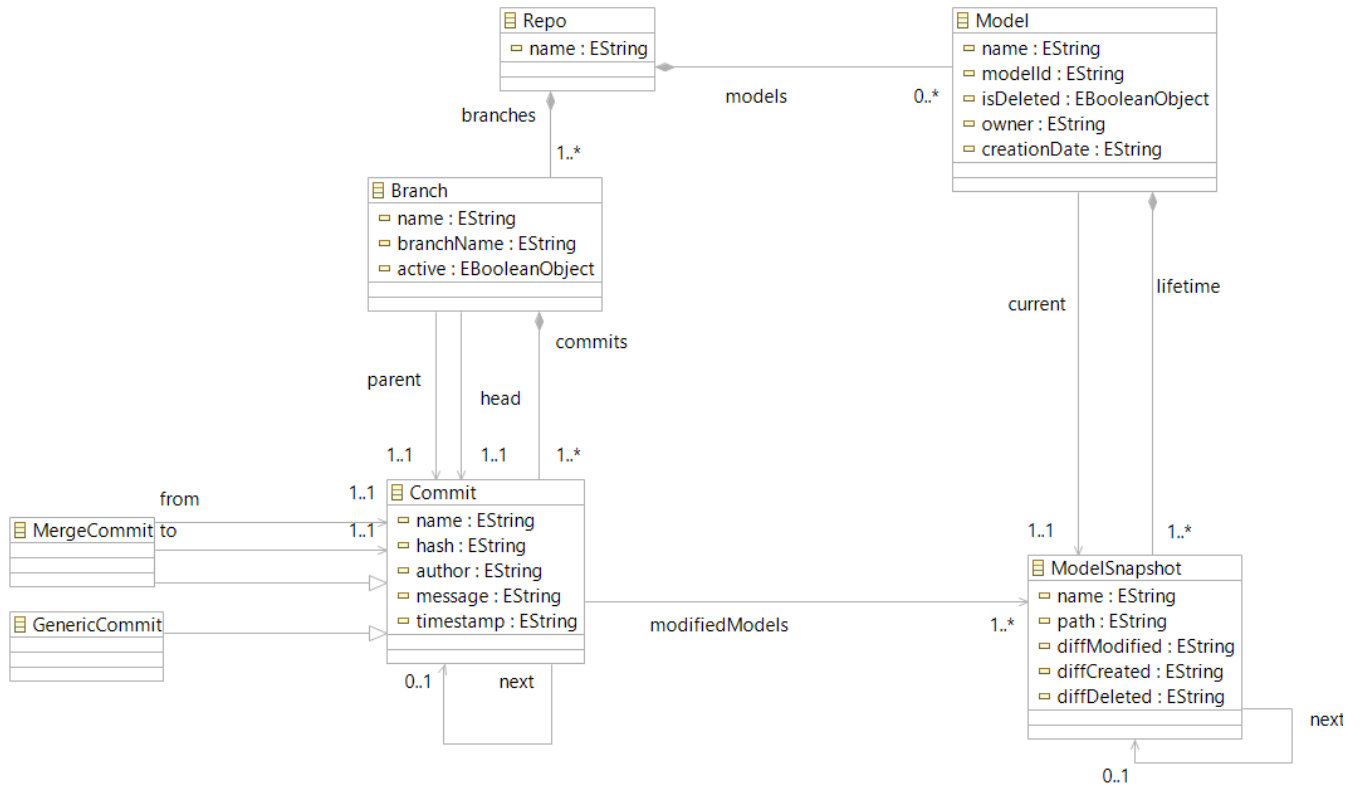 Repo
name : EString
Model
name : EString
modelId : EString
isDeleted : EBooleanObject
owner : EString
creationDate : EString
models
0..*
branches
1..*
Branch
name : EString
branchName : EString
active : EBooleanObject
commits
parent
head
1..1
1..1
1..*
current
lifetime
1..1
1..*
from
1..1
to
1..1
MergeCommit
GenericCommit
Commit
name : EString
hash : EString
author : EString
message : EString
timestamp : EString
0..1
next
modifiedModels
1..*
ModelSnapshot
name : EString
path : EString
diffModified : EString
diffCreated : EString
diffDeleted : EString
next
0..1